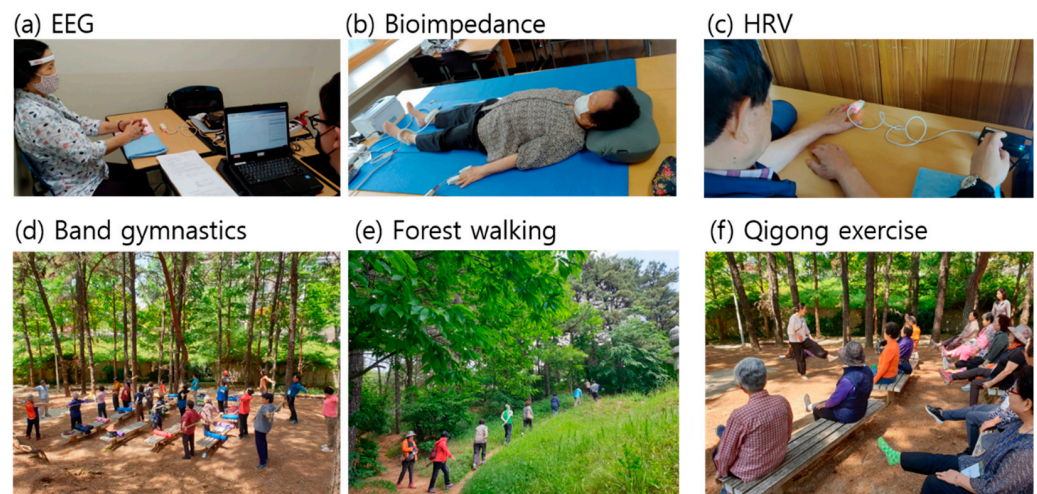 (a) EEG
(b) Bioimpedance
(c) HRV
(d) Band gymnastics
(e) Forest walking
(f) Qigong exercise